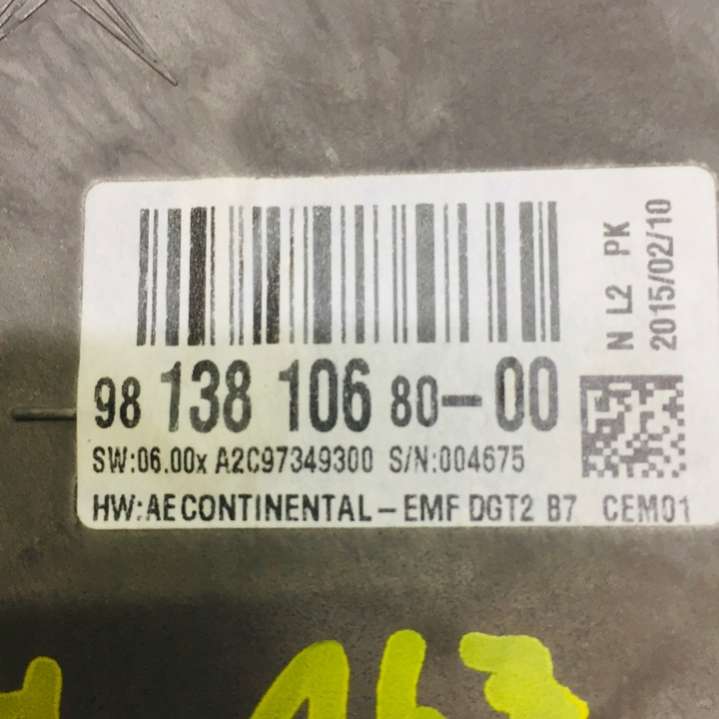 98 138 106 80-00
SW:06.00x A2C97349300 S/N:004675
HW:AE CONTINENTAL-EMF DGT2 B7 CEM01
N L2 PK
2015/02/10
163